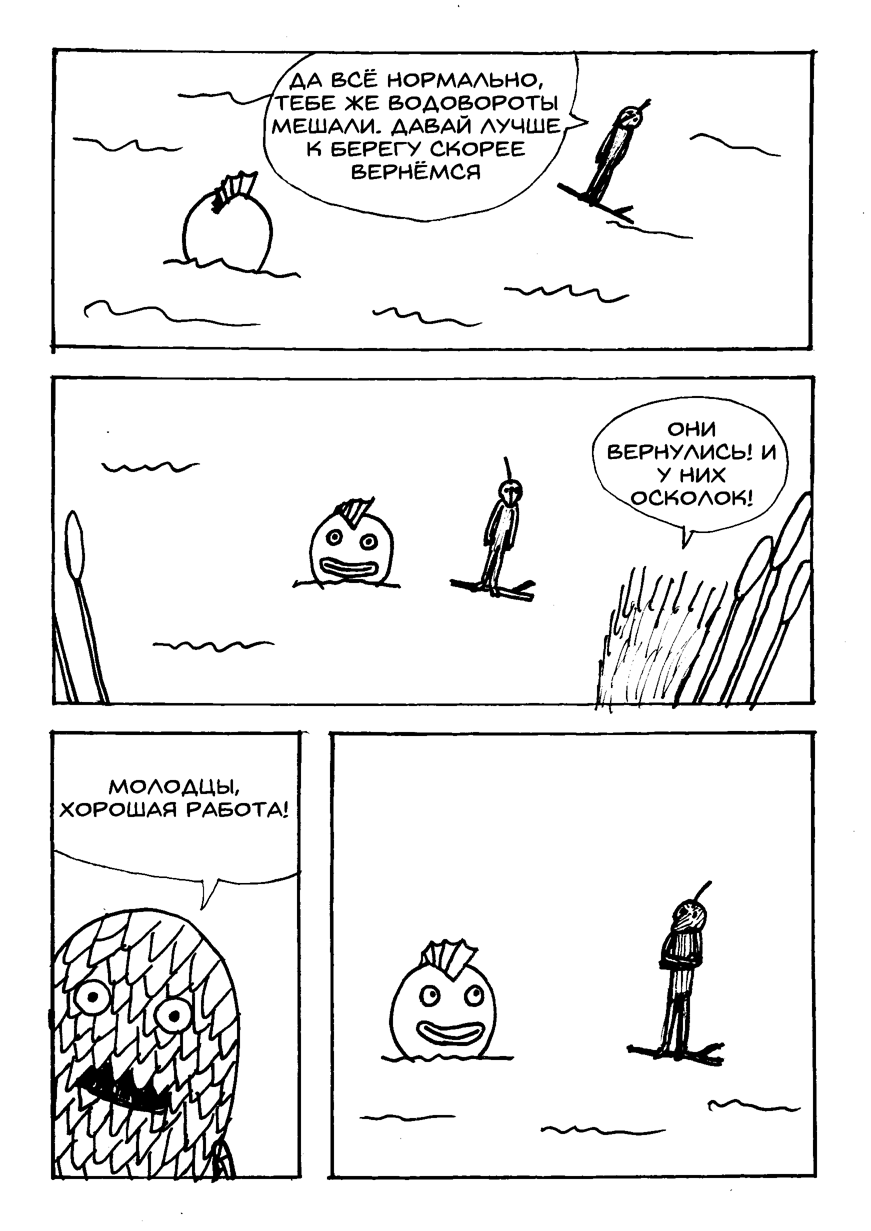 ДА ВСЁ НОРМАЛЬНО,
ТЕБЕ ЖЕ ВОДОВОРОТЫ
МЕШАЛИ. ДАВАЙ ЛУЧШЕ
К БЕРЕГУ СКОРЕЕ
ВЕРНЁМСЯ
ОНИ
ВЕРНУЛИСЬ! И
У НИХ
ОСКОЛОК!
МОЛОДЦЫ,
ХОРОШАЯ РАБОТА!